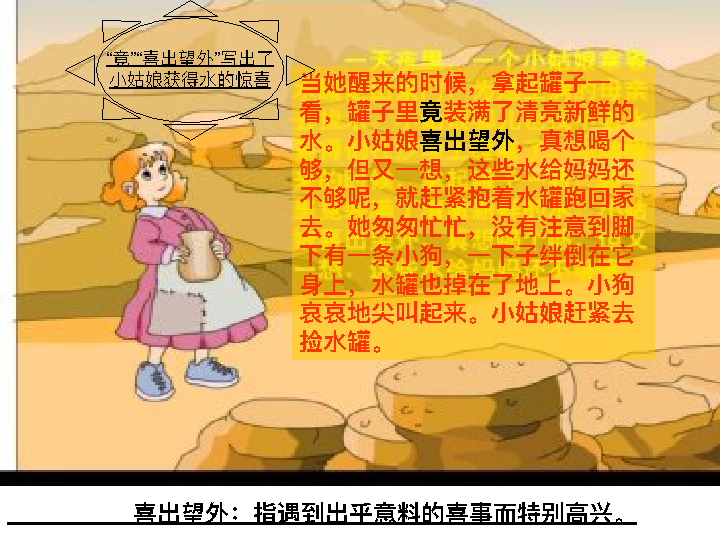 “竟”“喜出望外”写出了
小姑娘获得水的惊喜
一天夜里，一个小姑娘拿着
当她醒来的时候，拿起罐子一
看，罐子里竟装满了清亮新鲜的
水。小姑娘喜出望外，真想喝个
够，但又一想，这些水给妈妈还
不够呢，就赶紧抱着水罐跑回家
去。她匆匆忙忙，没有注意到脚
下有一条小狗，一下子绊倒在它
身上，水罐也掉在了地上。小狗
哀哀地尖叫起来。小姑娘赶紧去
捡水罐。
喜出望外：指遇到出乎意料的喜事而特别高兴。